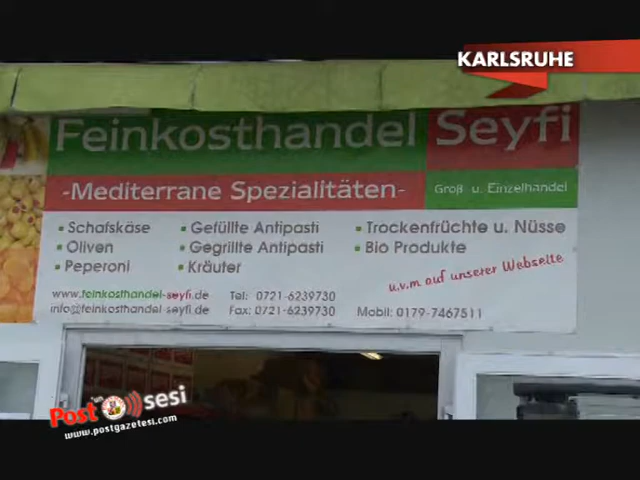 KARLSRUHE
Feinkosthandel Seyfi
-Mediterrane Spezialitäten-
Groß u. Einzelhandel
▪ Schafskäse ▪ Gefüllte Antipasti ▪ Trockenfrüchte u. Nüsse
▪ Oliven ▪ Gegrillte Antipasti ▪ Bio Produkte
▪ Peperoni ▪ Kräuter
u.v.m auf unserer Webseite
www.feinkosthandel-seyfi.de Tel: 0721-6239730
info@feinkosthandel-seyfi.de Fax: 0721-6239730 Mobil.: 0179-7467511
Post'un sesi
www.postgazetesi.com